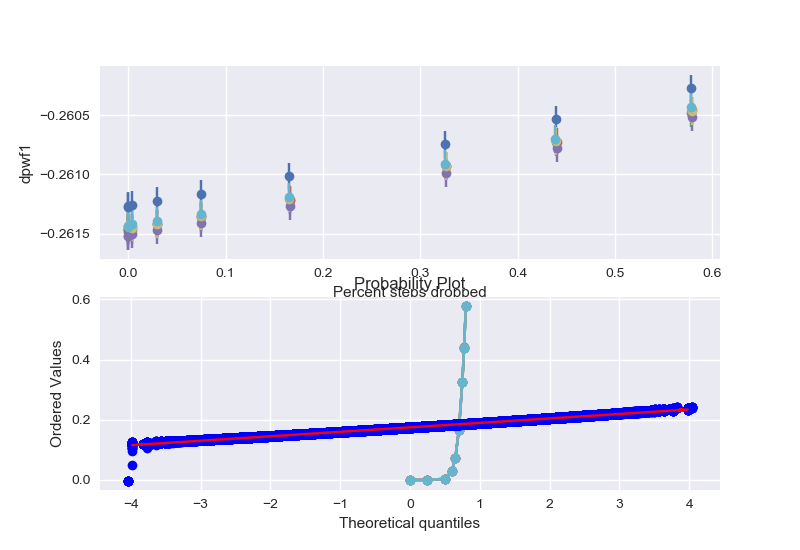 −0.2605
−0.2610
−0.2615
dpwf1
0.0 0.1 0.2 0.3 0.4 0.5 0.6
Percent steps dropped
Probability Plot
0.6
0.4
0.2
0.0
Ordered Values
−4 −3 −2 −1 0 1 2 3 4
Theoretical quantiles